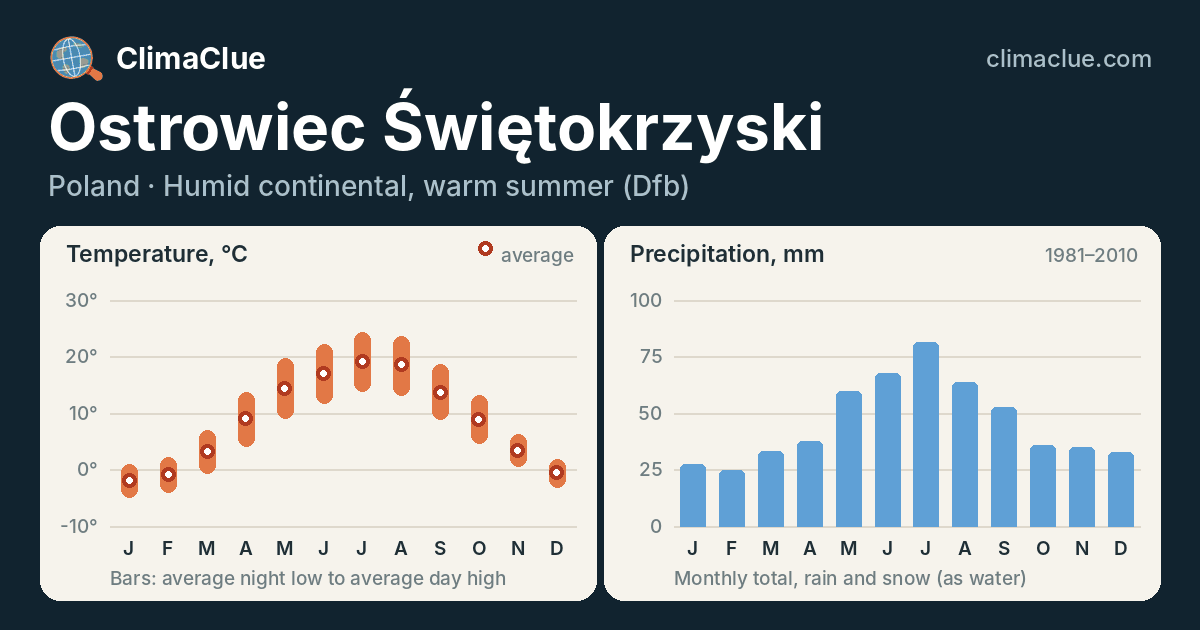 ClimaClue
climaclue.com
Ostrowiec Świętokrzyski
Poland · Humid continental, warm summer (Dfb)
Temperature, °C
average
30°
20°
10°
0°
-10°
J F M A M J J A S O N D
Bars: average night low to average day high
Precipitation, mm
1981–2010
100
75
50
25
0
J F M A M J J A S O N D
Monthly total, rain and snow (as water)